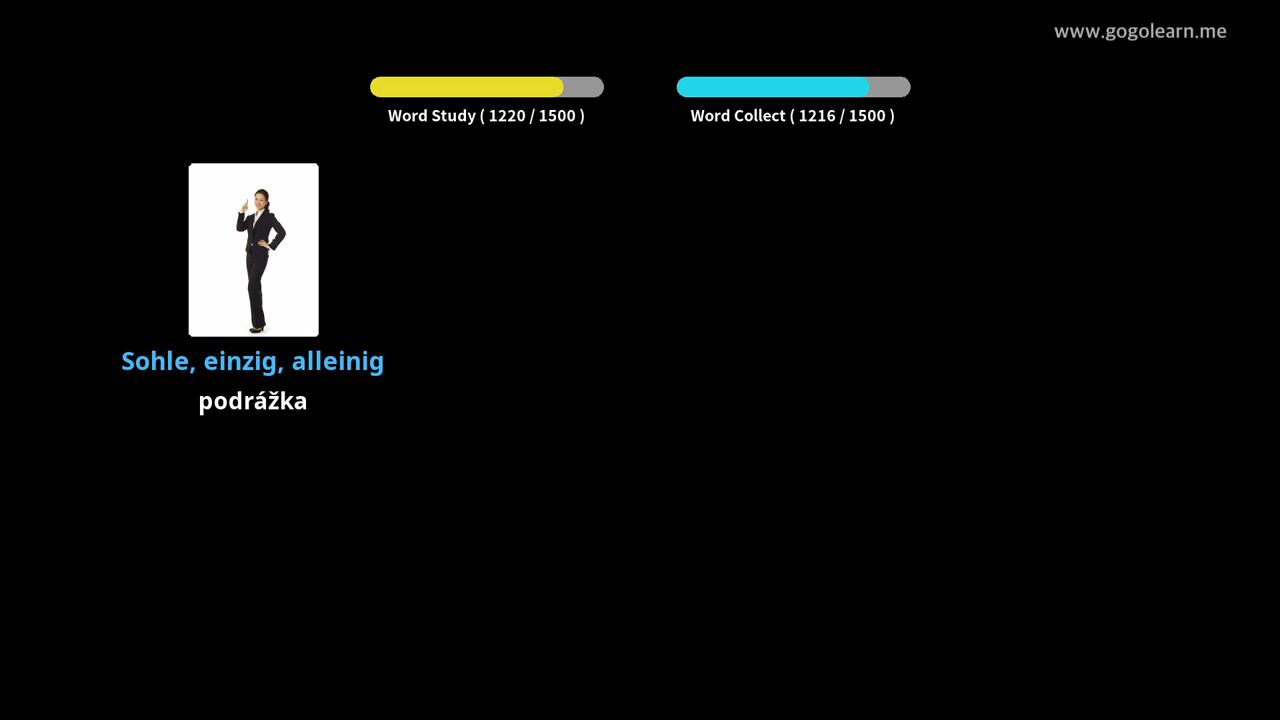 www.gogolearn.me
Word Study ( 1220 / 1500 )
Word Collect ( 1216 / 1500 )
Sohle, einzig, alleinig
podrážka